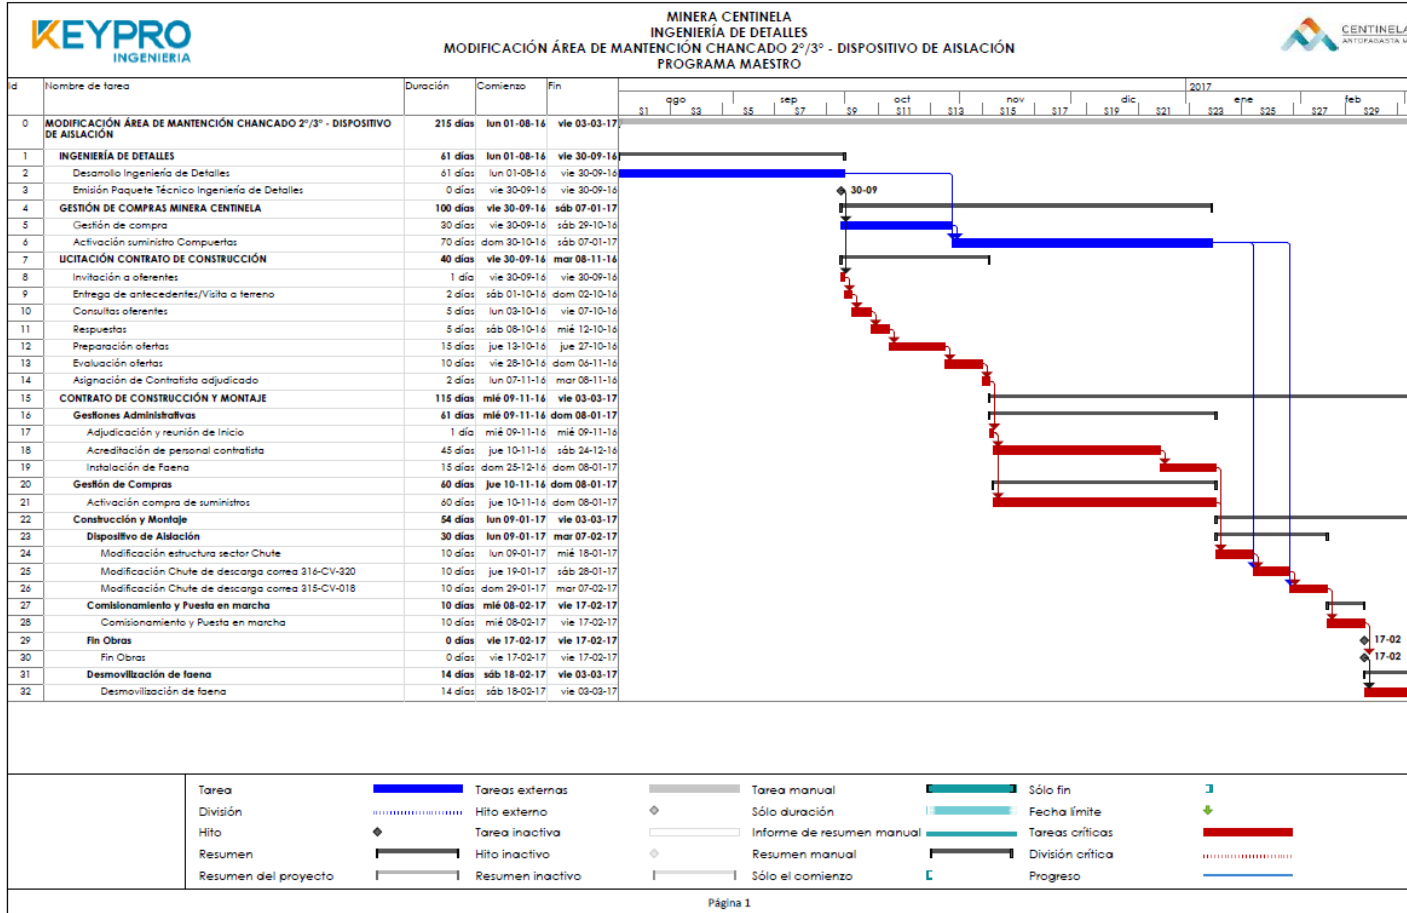 KEYPRO
INGENIERIA
MINERA CENTINELA
INGENIERÍA DE DETALLES
MODIFICACIÓN ÁREA DE MANTENCIÓN CHANCADO 2°/3° - DISPOSITIVO DE AISLACIÓN
PROGRAMA MAESTRO
CENTINELA
ANTOFAGASTA M
Id Nombre de tarea Duración Comienzo Fin
2017
ago sep oct nov dic ene feb
S1 S3 S5 S7 S9 S11 S13 S15 S17 S19 S21 S23 S25 S27 S29
0 MODIFICACIÓN ÁREA DE MANTENCIÓN CHANCADO 2°/3° - DISPOSITIVO DE AISLACIÓN 215 días lun 01-08-16 vie 03-03-17
1 INGENIERÍA DE DETALLES 61 días lun 01-08-16 vie 30-09-16
2 Desarrollo Ingeniería de Detalles 61 días lun 01-08-16 vie 30-09-16
3 Emisión Paquete Técnico Ingeniería de Detalles 0 días vie 30-09-16 vie 30-09-16 30-09
4 GESTIÓN DE COMPRAS MINERA CENTINELA 100 días vie 30-09-16 sáb 07-01-17
5 Gestión de compra 30 días vie 30-09-16 sáb 29-10-16
6 Activación suministro Compuertas 70 días dom 30-10-16 sáb 07-01-17
7 LICITACIÓN CONTRATO DE CONSTRUCCIÓN 40 días vie 30-09-16 mar 08-11-16
8 Invitación a oferentes 1 día vie 30-09-16 vie 30-09-16
9 Entrega de antecedentes/Visita a terreno 2 días sáb 01-10-16 dom 02-10-16
10 Consultas oferentes 5 días lun 03-10-16 vie 07-10-16
11 Respuestas 5 días sáb 08-10-16 mié 12-10-16
12 Preparación ofertas 15 días jue 13-10-16 jue 27-10-16
13 Evaluación ofertas 10 días vie 28-10-16 dom 06-11-16
14 Asignación de Contratista adjudicado 2 días lun 07-11-16 mar 08-11-16
15 CONTRATO DE CONSTRUCCIÓN Y MONTAJE 115 días mié 09-11-16 vie 03-03-17
16 Gestiones Administrativas 61 días mié 09-11-16 dom 08-01-17
17 Adjudicación y reunión de Inicio 1 día mié 09-11-16 mié 09-11-16
18 Acreditación de personal contratista 45 días jue 10-11-16 sáb 24-12-16
19 Instalación de Faena 15 días dom 25-12-16 dom 08-01-17
20 Gestión de Compras 60 días jue 10-11-16 dom 08-01-17
21 Activación compra de suministros 60 días jue 10-11-16 dom 08-01-17
22 Construcción y Montaje 54 días lun 09-01-17 vie 03-03-17
23 Dispositivo de Aislación 30 días lun 09-01-17 mar 07-02-17
24 Modificación estructura sector Chute 10 días lun 09-01-17 mié 18-01-17
25 Modificación Chute de descarga correa 316-CV-320 10 días jue 19-01-17 sáb 28-01-17
26 Modificación Chute de descarga correa 315-CV-018 10 días dom 29-01-17 mar 07-02-17
27 Comisionamiento y Puesta en marcha 10 días mié 08-02-17 vie 17-02-17
28 Comisionamiento y Puesta en marcha 10 días mié 08-02-17 vie 17-02-17
29 Fin Obras 0 días vie 17-02-17 vie 17-02-17 17-02
30 Fin Obras 0 días vie 17-02-17 vie 17-02-17 17-02
31 Desmovilización de faena 14 días sáb 18-02-17 vie 03-03-17
32 Desmovilización de faena 14 días sáb 18-02-17 vie 03-03-17
Tarea Tareas externas Tarea manual Sólo fin
División Hito externo Sólo duración Fecha límite
Hito Tarea inactiva Informe de resumen manual Tareas críticas
Resumen Hito inactivo Resumen manual División crítica
Resumen del proyecto Resumen inactivo Sólo el comienzo Progreso
Página 1